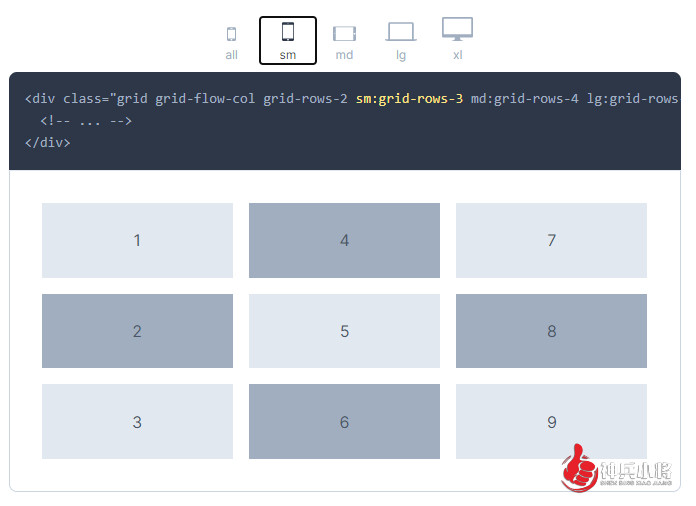 all sm md lg xl
<div class="grid grid-flow-col grid-rows-2 sm:grid-rows-3 md:grid-rows-4 lg:grid-rows
<!-- ... -->
</div>
1 4 7
2 5 8
3 6 9
神兵小将
SHEN BING XIAO JIANG